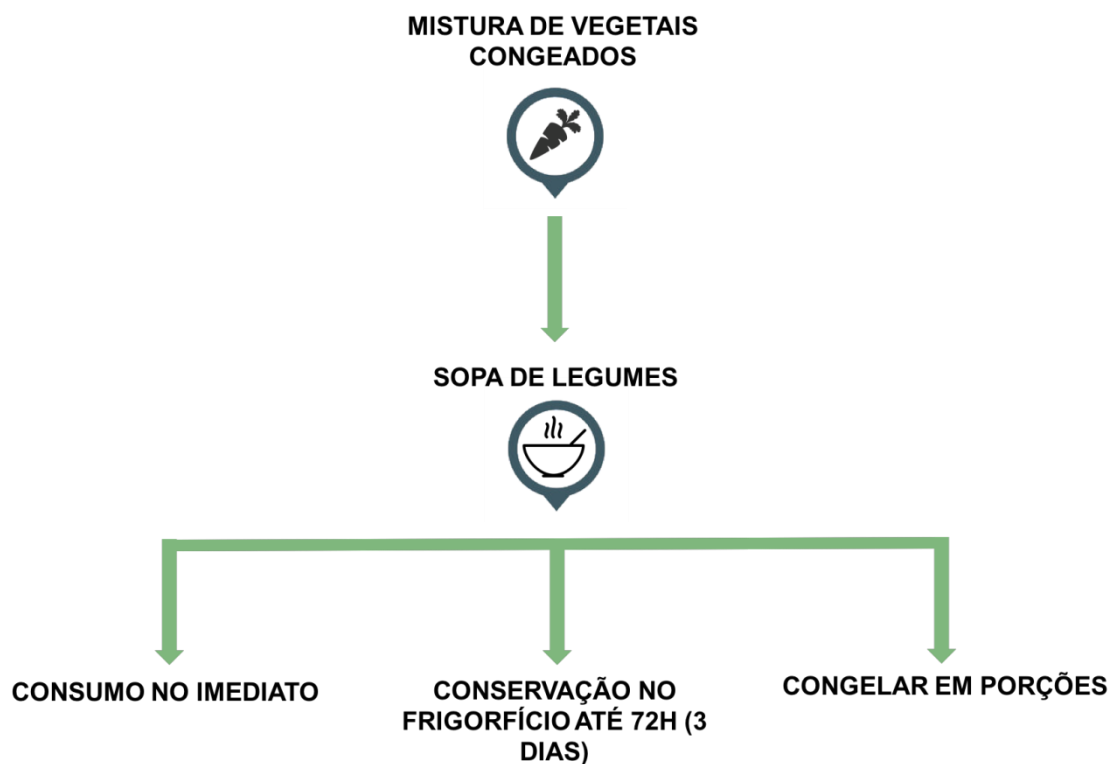 MISTURA DE VEGETAIS
CONGEADOS
SOPA DE LEGUMES
CONSUMO NO IMEDIATO
CONSERVAÇÃO NO
FRIGORFÍCIO ATÉ 72H (3
DIAS)
CONGELAR EM PORÇÕES